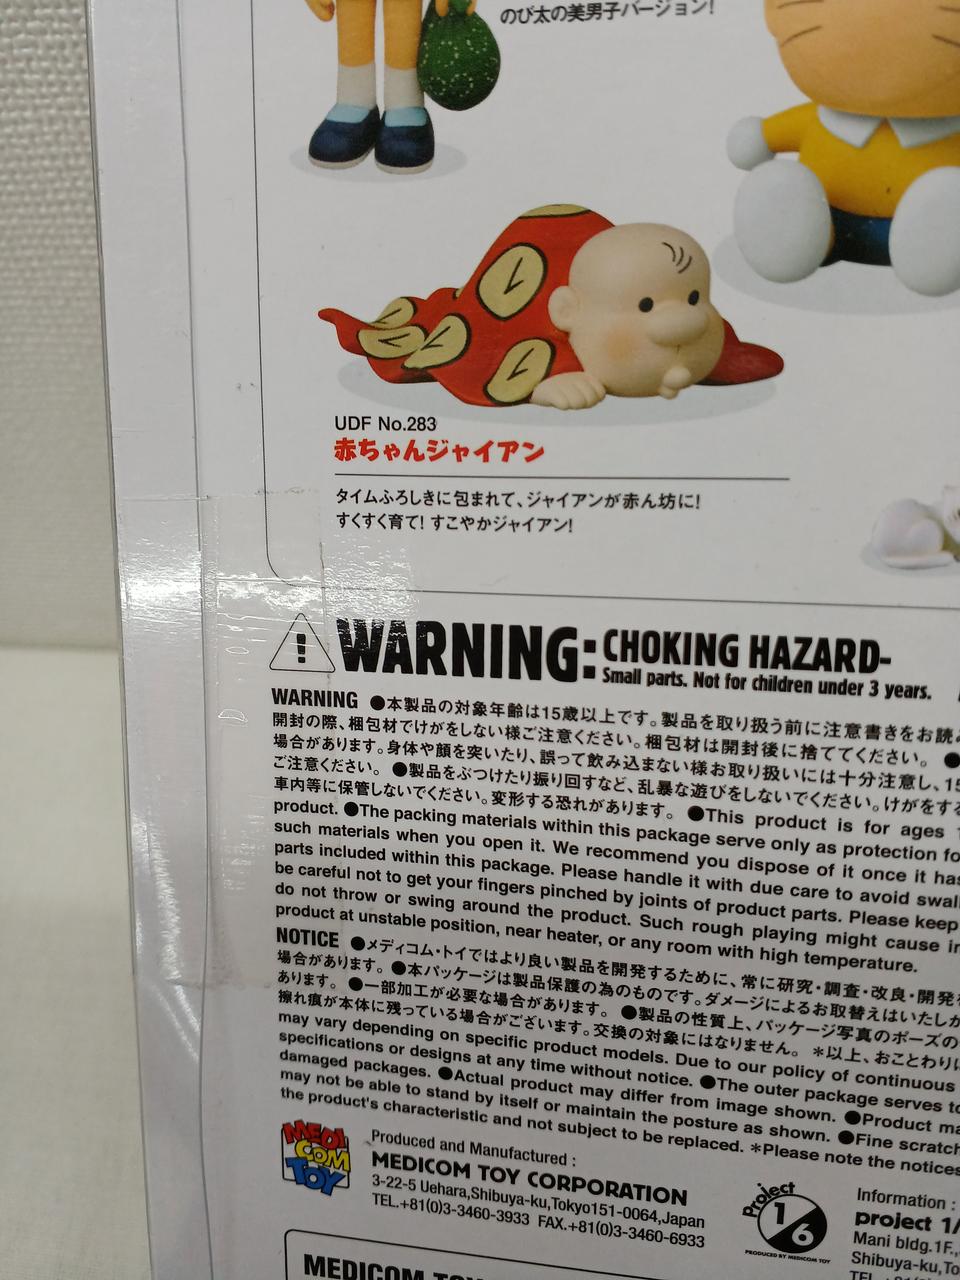 のび太の美男子バージョン!
UDF No.283
赤ちゃんジャイアン
タイムふろしきに包まれて、ジャイアンが赤ん坊に!
すくすく育て! すこやかジャイアン!
! WARNING: CHOKING HAZARD-
Small parts. Not for children under 3 years.
WARNING ●本製品の対象年齢は15歳以上です。製品を取り扱う前に注意書きをお読み
開封の際、梱包材でけがをしない様ご注意ください。梱包材は開封後に捨ててください。 ●
場合があります。身体や顔を突いたり、誤って飲み込まない様お取り扱いには十分注意し、15
ご注意ください。 ●製品をぶつけたり振り回すなど、乱暴な遊びをしないでください。けがをする
車内等に保管しないでください。変形する恐れがあります。 ●This product is for ages 1
product. ●The packing materials within this package serve only as protection fo
such materials when you open it. We recommend you dispose of it once it has
parts included within this package. Please handle it with due care to avoid swal
be careful not to get your fingers pinched by joints of product parts. Please keep
do not throw or swing around the product. Such rough playing might cause in
product at unstable position, near heater, or any room with high temperature.
NOTICE ●メディコム・トイではより良い製品を開発するために、常に研究・調査・改良・開発を
場合があります。 ●本パッケージは製品保護の為のものです。ダメージによるお取替えはいたしか
あります。 ●一部加工が必要な場合があります。 ●製品の性質上、パッケージ写真のポーズの
擦れ痕が本体に残っている場合がございます。交換の対象にはなりません。 *以上、おことわりに
may vary depending on specific product models. Due to our policy of continuous
specifications or designs at any time without notice. ●The outer package serves to
damaged packages. ●Actual product may differ from image shown. ●Product ma
may not be able to stand by itself or maintain the posture as shown. ●Fine scratch
the product's characteristic and not subject to be replaced. *Please note the notices
MEDI COM TOY
Produced and Manufactured :
MEDICOM TOY CORPORATION
3-22-5 Uehara,Shibuya-ku,Tokyo151-0064,Japan
TEL.+81(0)3-3460-3933 FAX.+81(0)3-3460-6933
Project 1/6
PRODUCED BY MEDICOM TOY
Information :
project 1/
Mani bldg.1F.,
Shibuya-ku,To
MEDICOM TOY